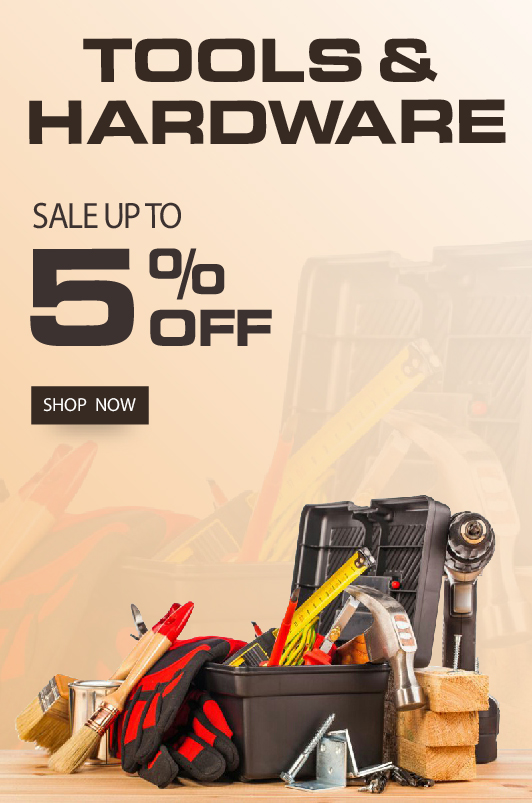 TOOLS &
HARDWARE
SALE UP TO
5%
OFF
SHOP NOW